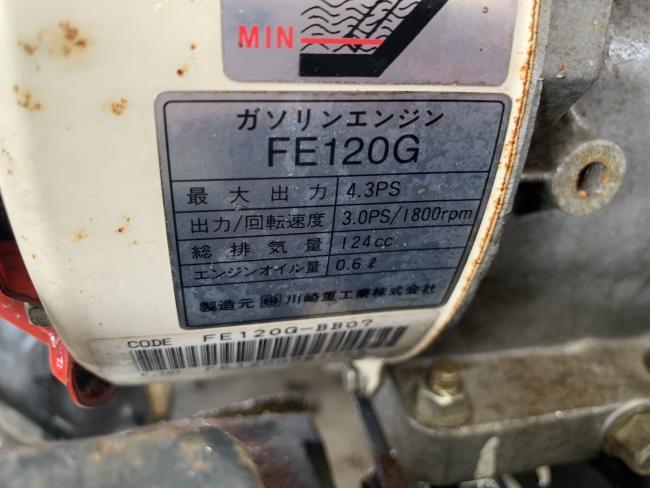 MIN
ガソリンエンジン
FE120G
最大出力 4.3PS
出力/回転速度 3.0PS/1800rpm
総排気量 124cc
エンジンオイル量 0.6ℓ
製造元 川崎重工業株式会社
CODE FE120G-BB07